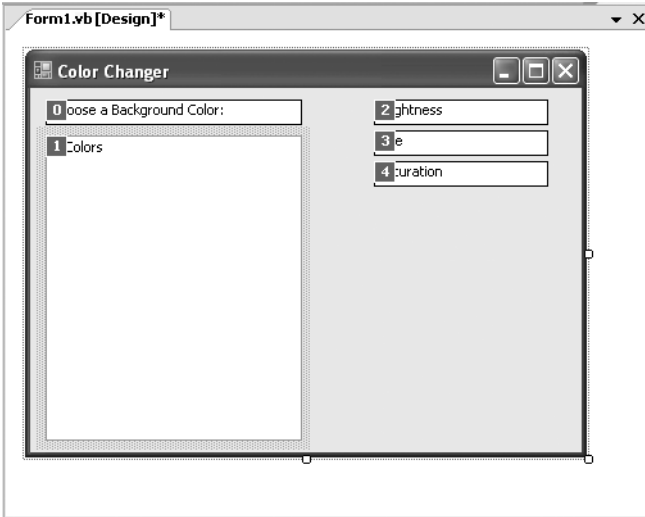 Form1.vb [Design]*
Color Changer
0 oose a Background Color:
1 Colors
2 ghtness
3 e
4 turation